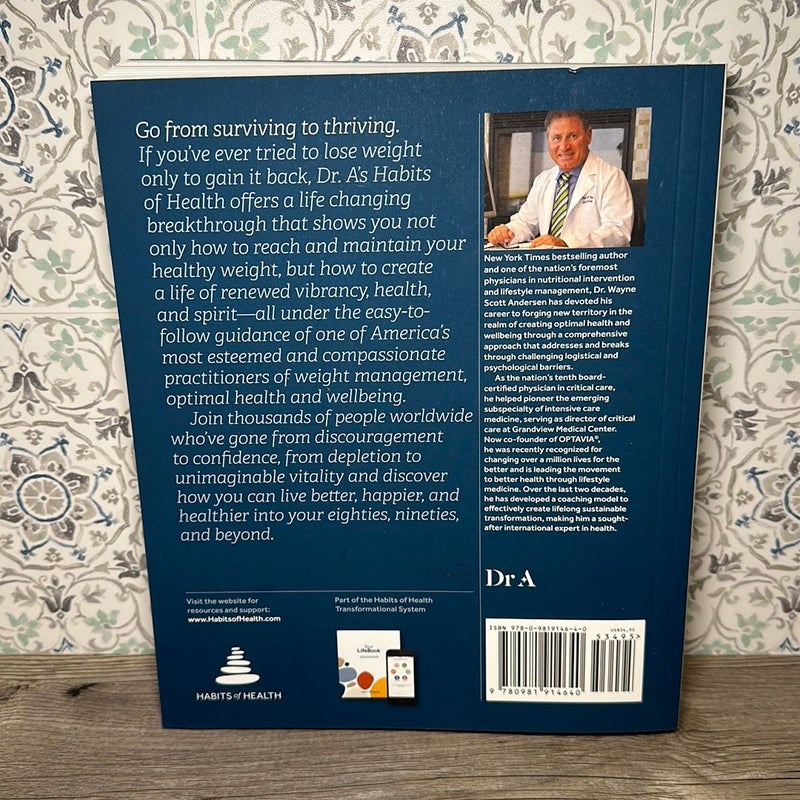 Go from surviving to thriving.
If you've ever tried to lose weight
only to gain it back, Dr. A's Habits
of Health offers a life changing
breakthrough that shows you not
only how to reach and maintain your
healthy weight, but how to create
a life of renewed vibrancy, health,
and spirit—all under the easy-to-
follow guidance of one of America's
most esteemed and compassionate
practitioners of weight management,
optimal health and wellbeing.
Join thousands of people worldwide
who've gone from discouragement
to confidence, from depletion to
unimaginable vitality and discover
how you can live better, happier, and
healthier into your eighties, nineties,
and beyond.
Visit the website for
resources and support:
www.HabitsofHealth.com
HABITS of HEALTH
Part of the Habits of Health
Transformational System
Your
LifeBook
New York Times bestselling author
and one of the nation's foremost
physicians in nutritional intervention
and lifestyle management, Dr. Wayne
Scott Andersen has devoted his
career to forging new territory in the
realm of creating optimal health and
wellbeing through a comprehensive
approach that addresses and breaks
through challenging logistical and
psychological barriers.
As the nation's tenth board-
certified physician in critical care,
he helped pioneer the emerging
subspecialty of intensive care
medicine, serving as director of critical
care at Grandview Medical Center.
Now co-founder of OPTAVIA®,
he was recently recognized for
changing over a million lives for the
better and is leading the movement
to better health through lifestyle
medicine. Over the last two decades,
he has developed a coaching model to
effectively create lifelong sustainable
transformation, making him a sought-
after international expert in health.
Dr A
ISBN 978-0-9819146-4-0
US$34.95
53495>
9 780981 914640